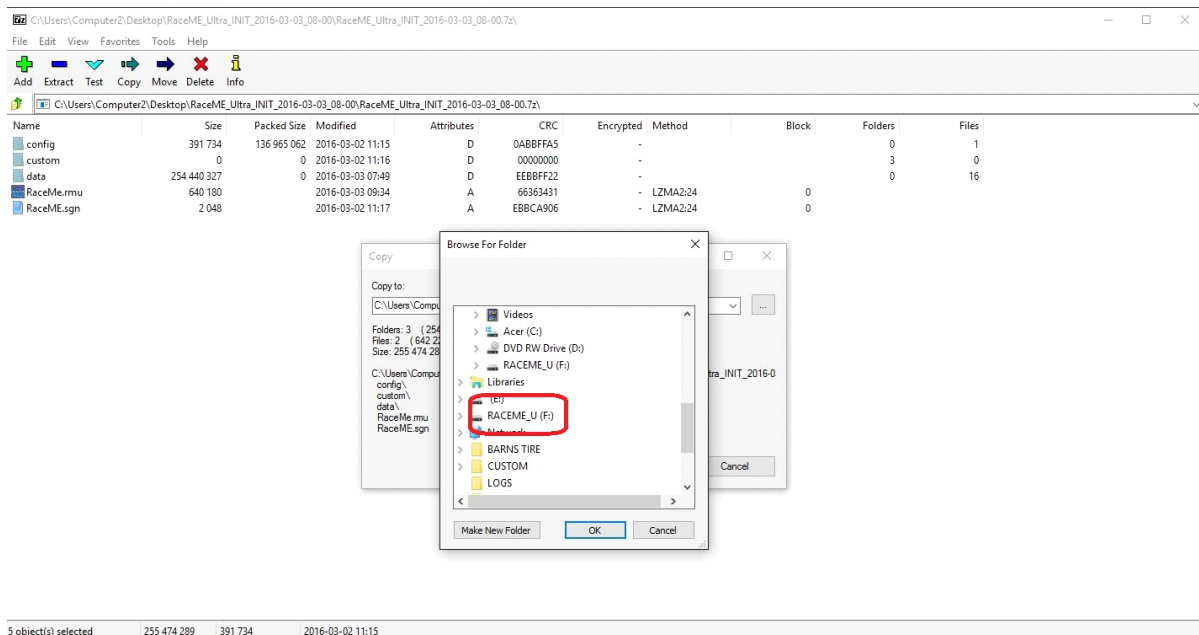 C:\Users\Computer2\Desktop\RaceME_Ultra_INIT_2016-03-03_08-00\RaceME_Ultra_INIT_2016-03-03_08-00.7z\
File Edit View Favorites Tools Help
Add Extract Test Copy Move Delete Info
C:\Users\Computer2\Desktop\RaceME_Ultra_INIT_2016-03-03_08-00\RaceME_Ultra_INIT_2016-03-03_08-00.7z\
Name Size Packed Size Modified Attributes CRC Encrypted Method Block Folders Files
config 391 734 136 965 062 2016-03-02 11:15 D 0ABBFFA5 - 0 1
custom 0 0 2016-03-02 11:16 D 00000000 - 3 0
data 254 440 327 0 2016-03-03 07:49 D EEBBFF22 - 0 16
RaceMe.rmu 640 180 2016-03-03 09:34 A 66363431 - LZMA2:24 0
RaceME.sgn 2 048 2016-03-02 11:17 A EBBCA906 - LZMA2:24 0
Copy
Copy to:
C:\Users\Compu
...
Folders: 3 (254
Files: 2 (642 22
Size: 255 474 28
C:\Users\Compu
tra_INIT_2016-0
config\
custom\
data\
RaceMe.rmu
RaceME.sgn
Cancel
Browse For Folder
Videos
Acer (C:)
DVD RW Drive (D:)
RACEME_U (F:)
Libraries
(E:)
RACEME_U (F:)
Network
BARNS TIRE
CUSTOM
LOGS
Make New Folder OK Cancel
5 object(s) selected 255 474 289 391 734 2016-03-02 11:15